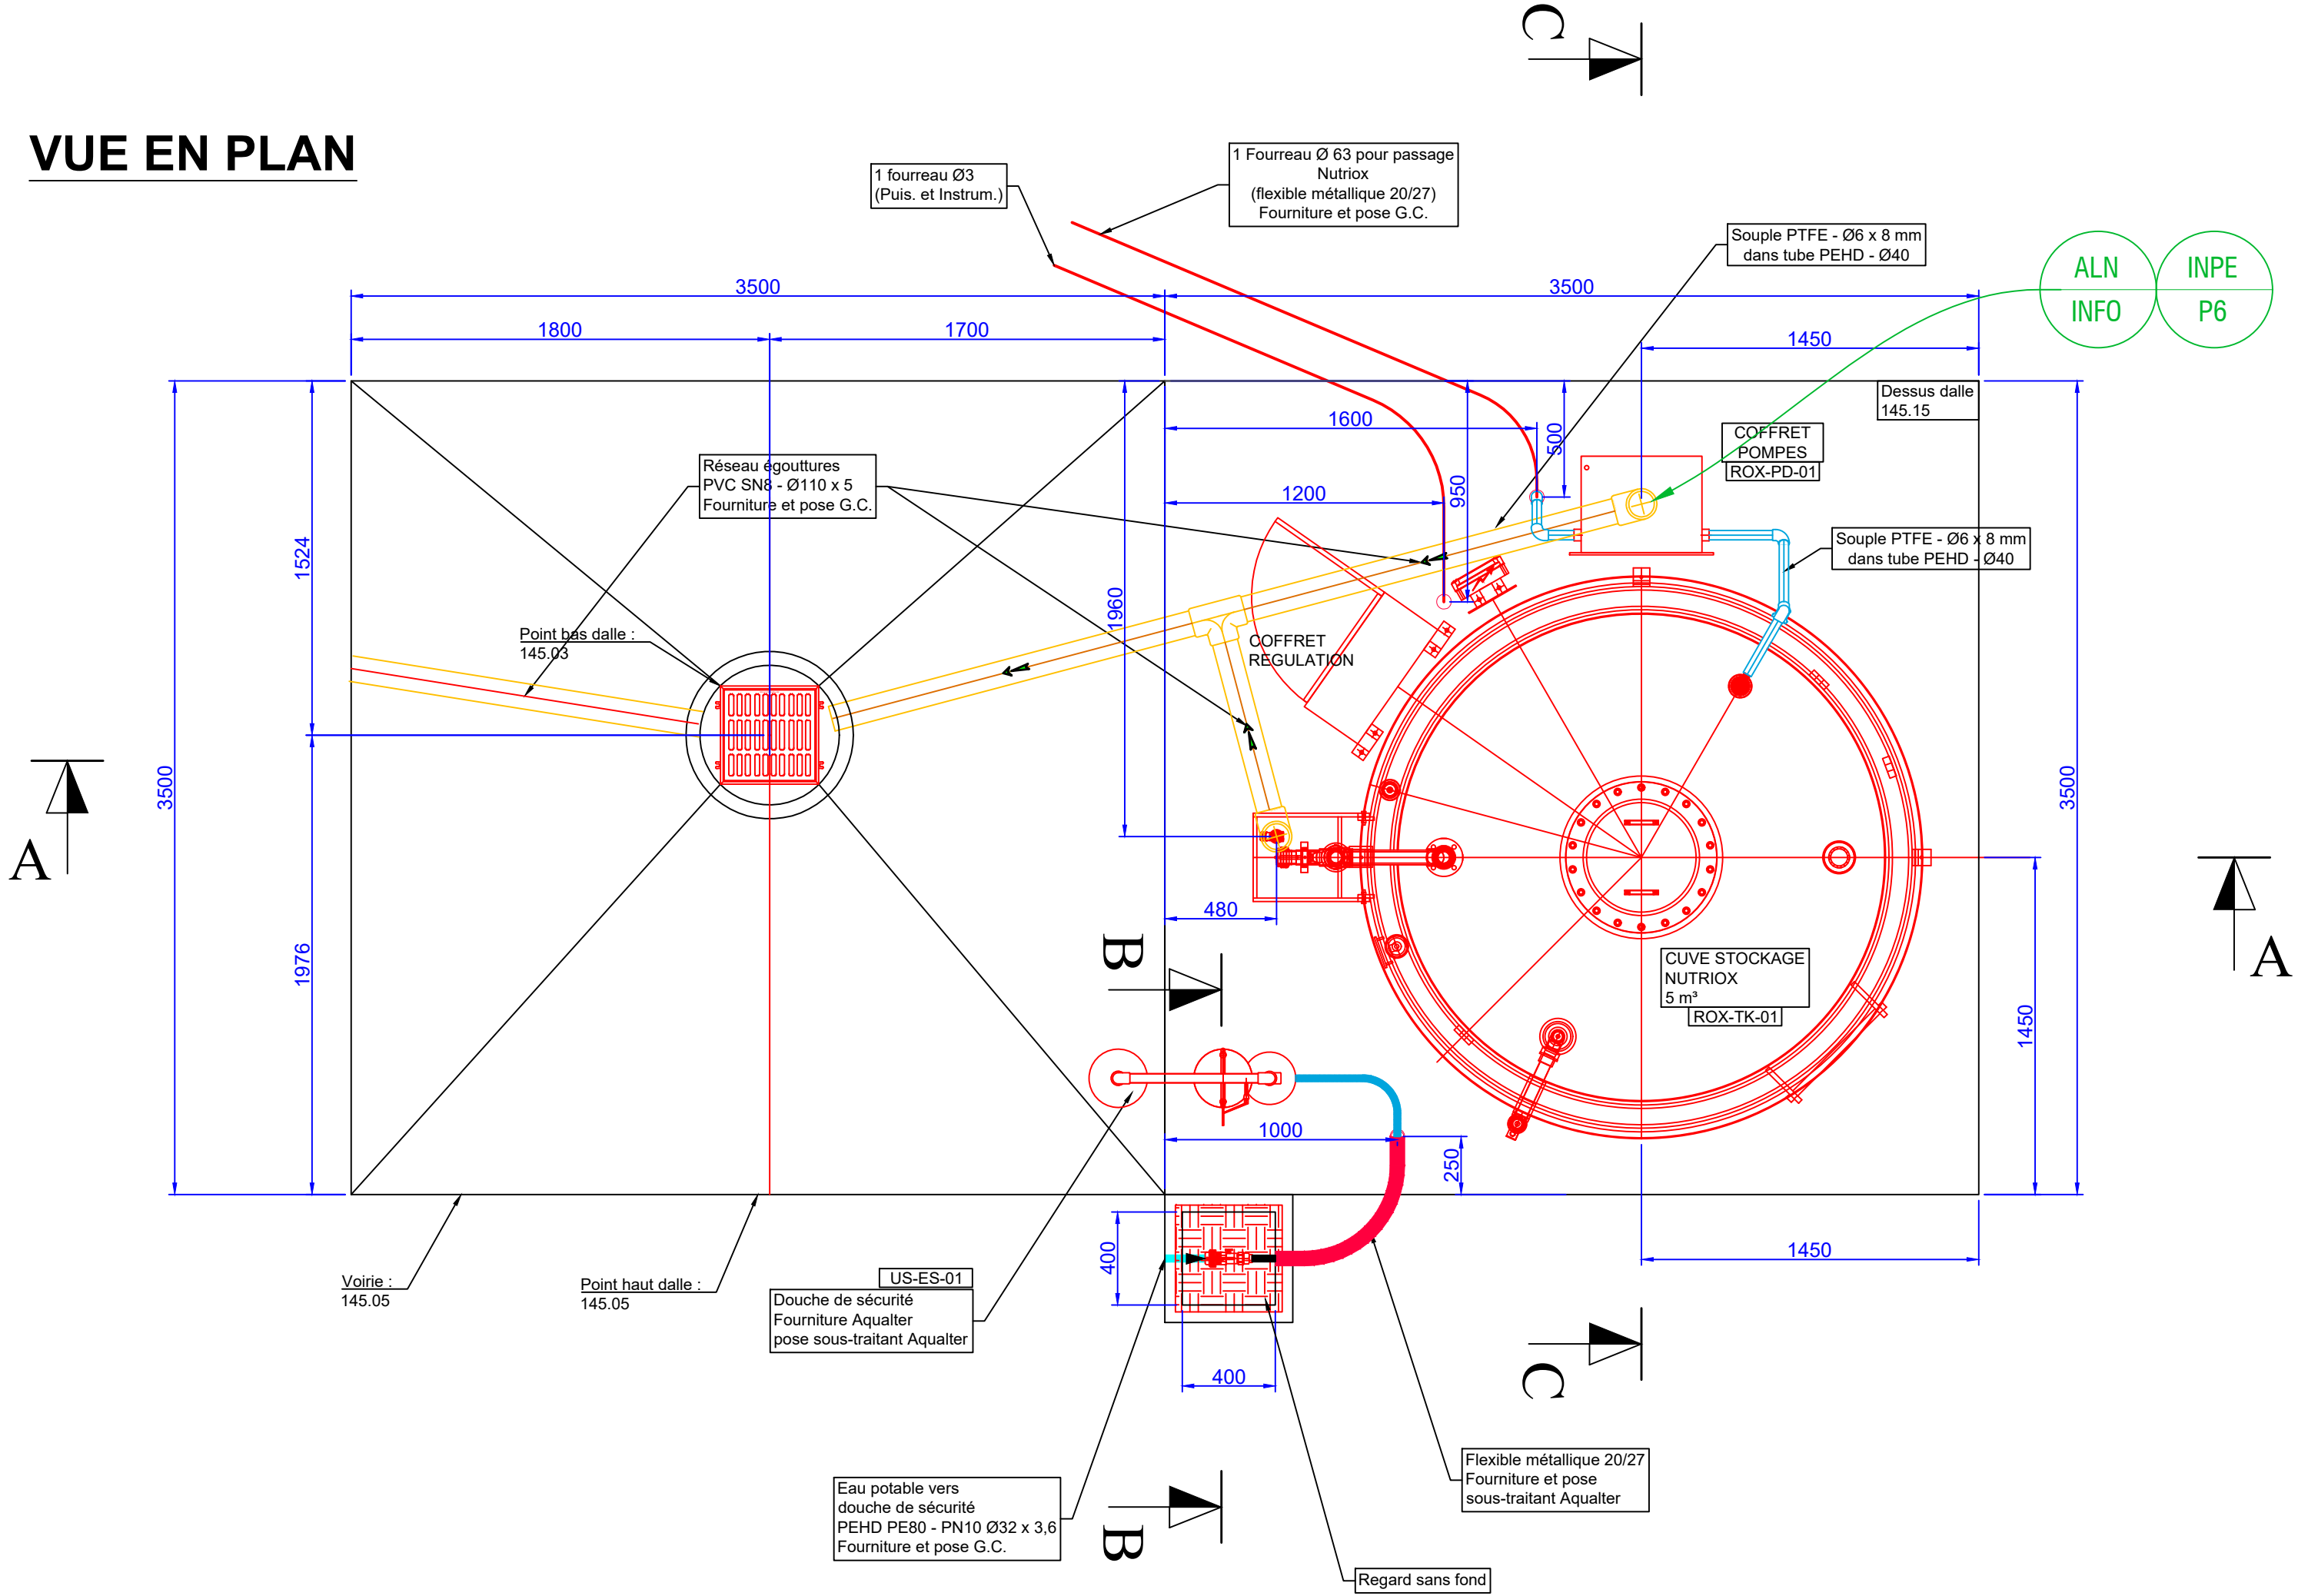 C
VUE EN PLAN
1 fourreau Ø3
(Puis. et Instrum.)
1 Fourreau Ø 63 pour passage
Nutriox
(flexible métallique 20/27)
Fourniture et pose G.C.
Souple PTFE - Ø6 x 8 mm
dans tube PEHD - Ø40
ALN
INFO
INPE
P6
3500
3500
1800
1700
1450
Dessus dalle
145.15
1600
500
COFFRET
POMPES
ROX-PD-01
Réseau égouttures
PVC SN8 - Ø110 x 5
Fourniture et pose G.C.
1200
950
1524
Souple PTFE - Ø6 x 8 mm
dans tube PEHD - Ø40
1960
Point bas dalle :
145.03
COFFRET
REGULATION
3500
3500
A
A
480
B
1976
CUVE STOCKAGE
NUTRIOX
5 m³
ROX-TK-01
1450
1000
250
400
1450
Voirie :
145.05
Point haut dalle :
145.05
US-ES-01
Douche de sécurité
Fourniture Aqualter
pose sous-traitant Aqualter
400
C
Flexible métallique 20/27
Fourniture et pose
sous-traitant Aqualter
Eau potable vers
douche de sécurité
PEHD PE80 - PN10 Ø32 x 3,6
Fourniture et pose G.C.
B
Regard sans fond